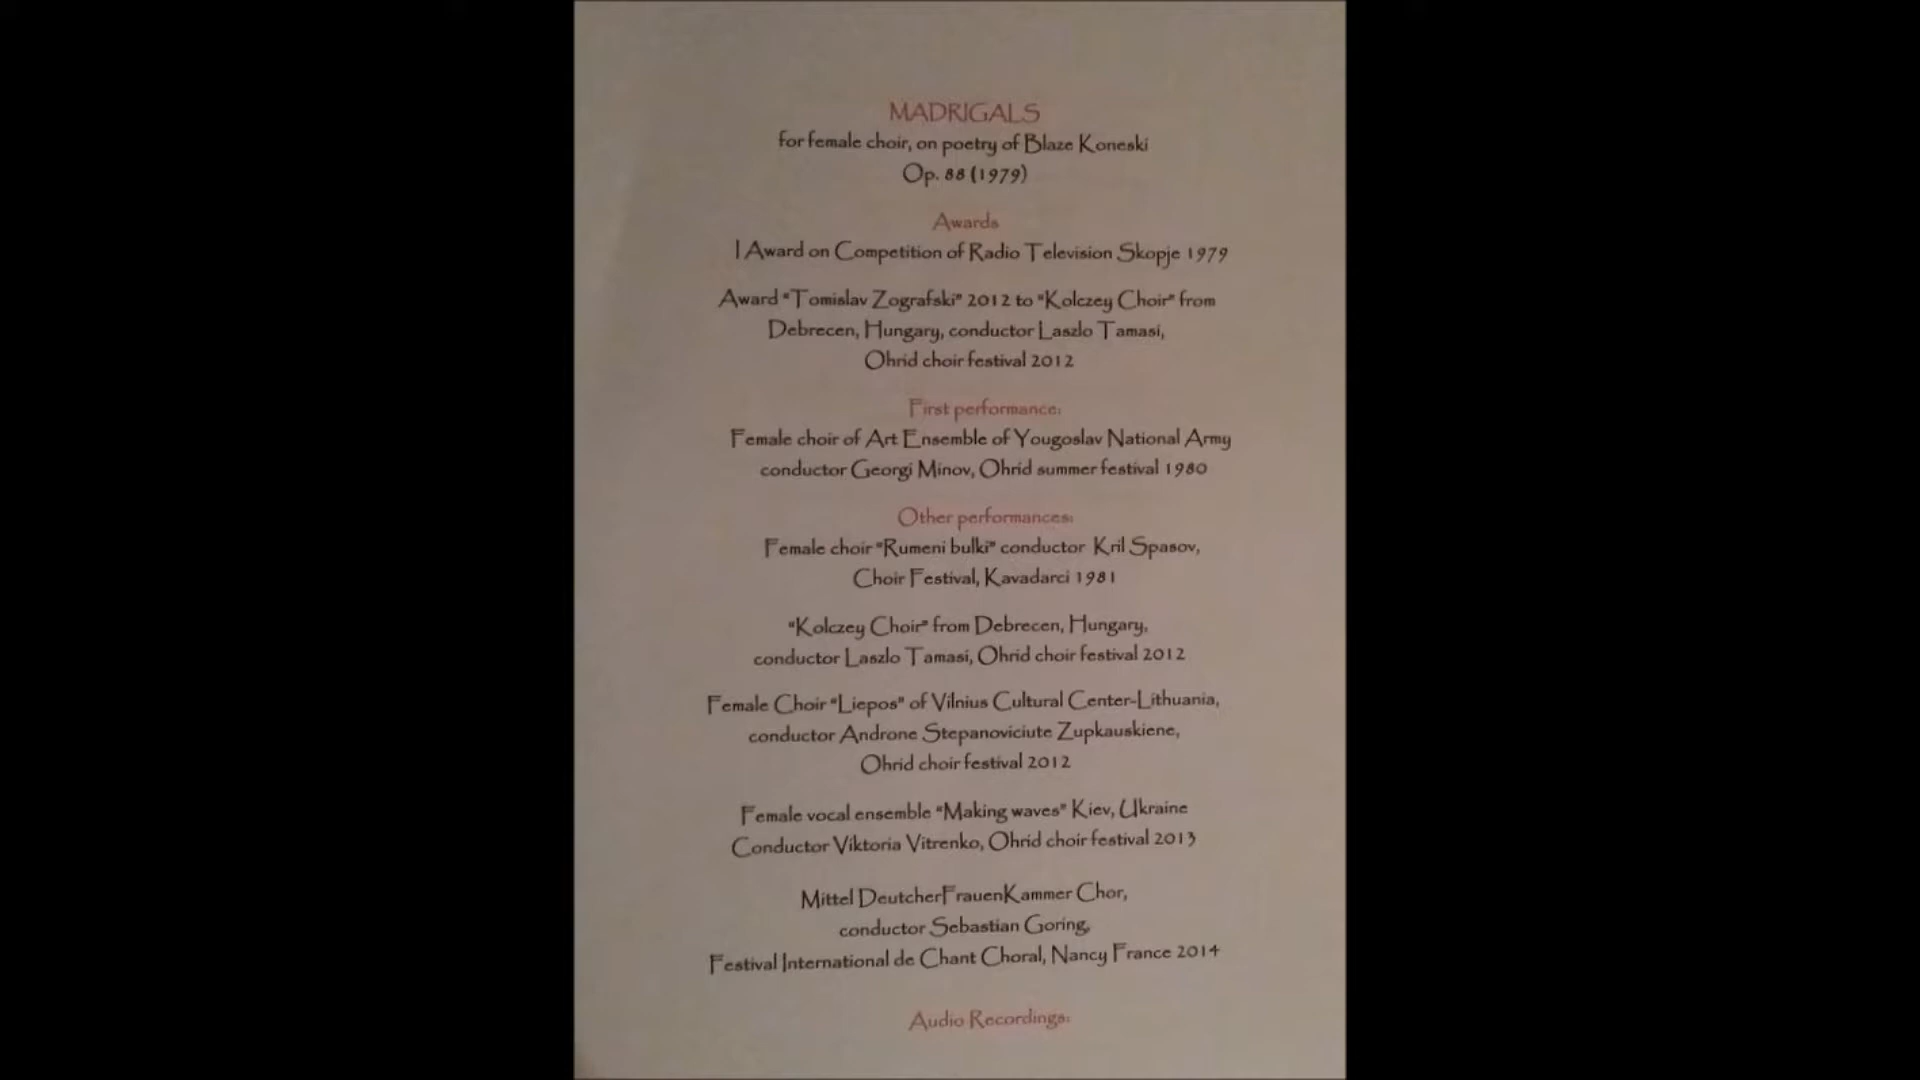 MADRIGALS
for female choir, on poetry of Blaze Koneski
Op. 88 (1979)
Awards
I Award on Competition of Radio Television Skopje 1979
Award "Tomislav Zografski" 2012 to "Kolczey Choir" from
Debrecen, Hungary, conductor Laszlo Tamasi,
Ohrid choir festival 2012
First performance:
Female choir of Art Ensemble of Yougoslav National Army
conductor Georgi Minov, Ohrid summer festival 1980
Other performances:
Female choir "Rumeni bulki" conductor Kril Spasov,
Choir Festival, Kavadarci 1981
"Kolczey Choir" from Debrecen, Hungary,
conductor Laszlo Tamasi, Ohrid choir festival 2012
Female Choir "Liepos" of Vilnius Cultural Center-Lithuania,
conductor Androne Stepanoviciute Zupkauskiene,
Ohrid choir festival 2012
Female vocal ensemble "Making waves" Kiev, Ukraine
Conductor Viktoria Vitrenko, Ohrid choir festival 2013
Mittel DeutcherFrauenKammer Chor,
conductor Sebastian Goring,
Festival International de Chant Choral, Nancy France 2014
Audio Recordings: